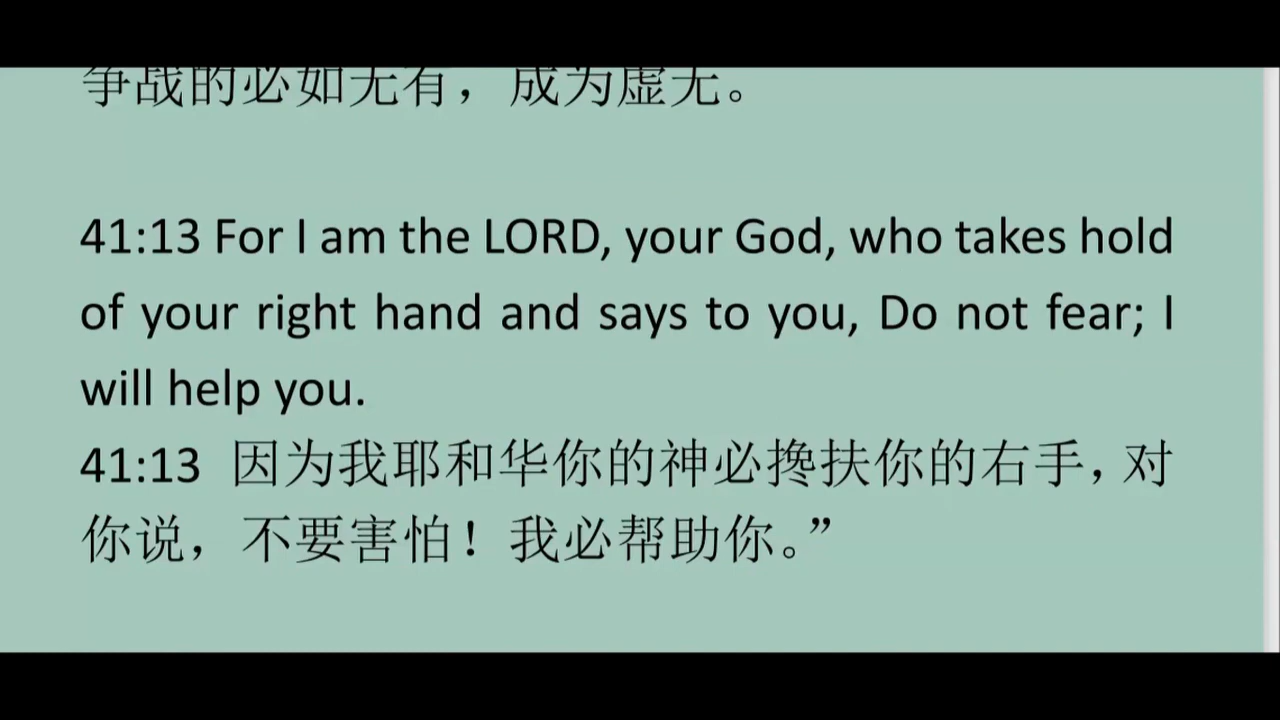 争战的必如无有，成为虚无。
41:13 For I am the LORD, your God, who takes hold
of your right hand and says to you, Do not fear; I
will help you.
41:13 因为我耶和华你的神必搀扶你的右手，对
你说，不要害怕！我必帮助你。”